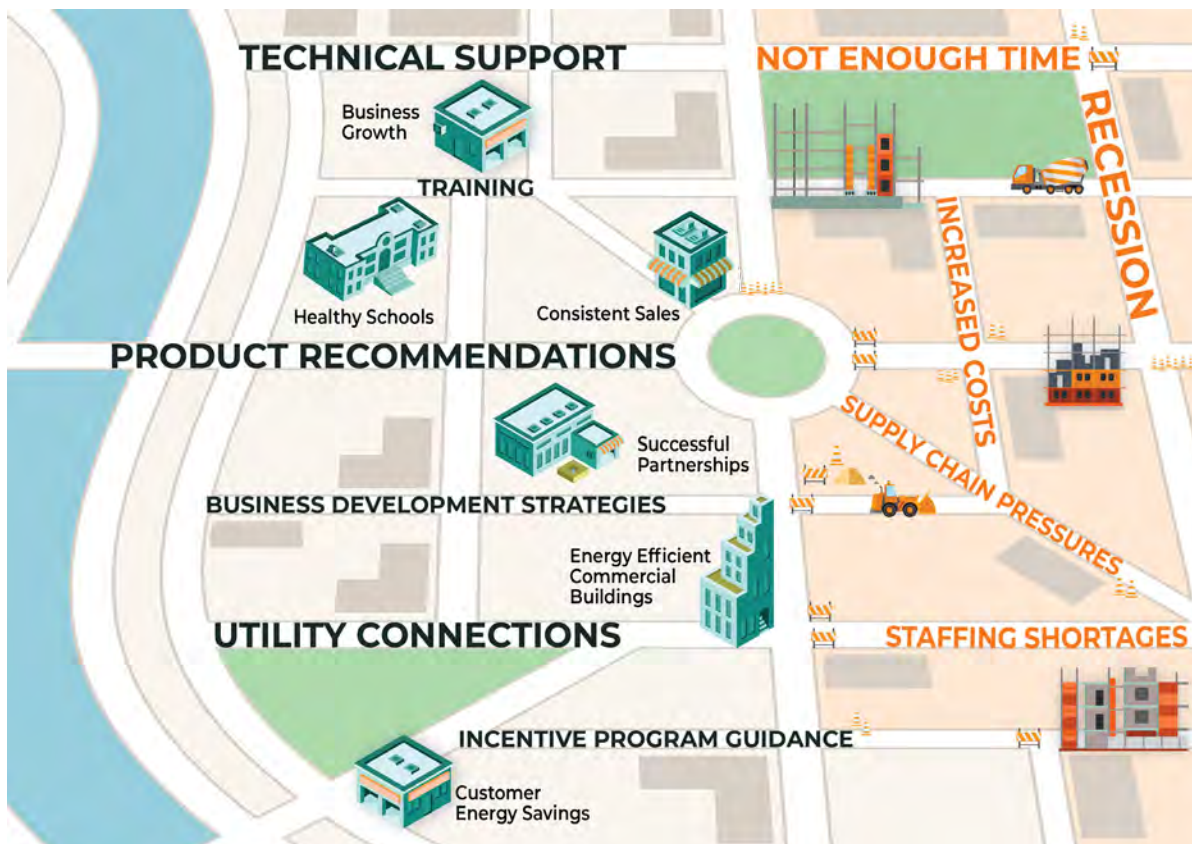 TECHNICAL SUPPORT
NOT ENOUGH TIME
Business
Growth
RECESSION
TRAINING
INCREASED COSTS
Healthy Schools
Consistent Sales
PRODUCT RECOMMENDATIONS
SUPPLY CHAIN PRESSURES
Successful
Partnerships
BUSINESS DEVELOPMENT STRATEGIES
Energy Efficient
Commercial
Buildings
UTILITY CONNECTIONS
STAFFING SHORTAGES
INCENTIVE PROGRAM GUIDANCE
Customer
Energy Savings